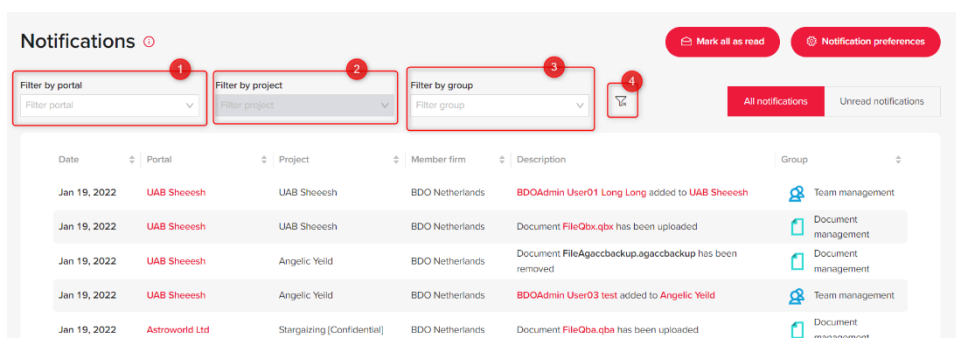 Notifications
Mark all as read
Notification preferences
1
2
3
4
Filter by portal
Filter by project
Filter by group
Filter portal
Filter project
Filter group
All notifications
Unread notifications
Date Portal Project Member firm Description Group
Jan 19, 2022 UAB Sheeesh UAB Sheeesh BDO Netherlands BDOAdmin User01 Long Long added to UAB Sheeesh Team management
Jan 19, 2022 UAB Sheeesh UAB Sheeesh BDO Netherlands Document FileQbx.qbx has been uploaded Document
management
Jan 19, 2022 UAB Sheeesh Angelic Yeild BDO Netherlands Document FileAgaccbackup.agaccbackup has been
removed
Document
management
Jan 19, 2022 UAB Sheeesh Angelic Yeild BDO Netherlands BDOAdmin User03 test added to Angelic Yeild Team management
Jan 19, 2022 Astroworld Ltd Stargaizing [Confidential] BDO Netherlands Document FileQba.qba has been uploaded Document
management